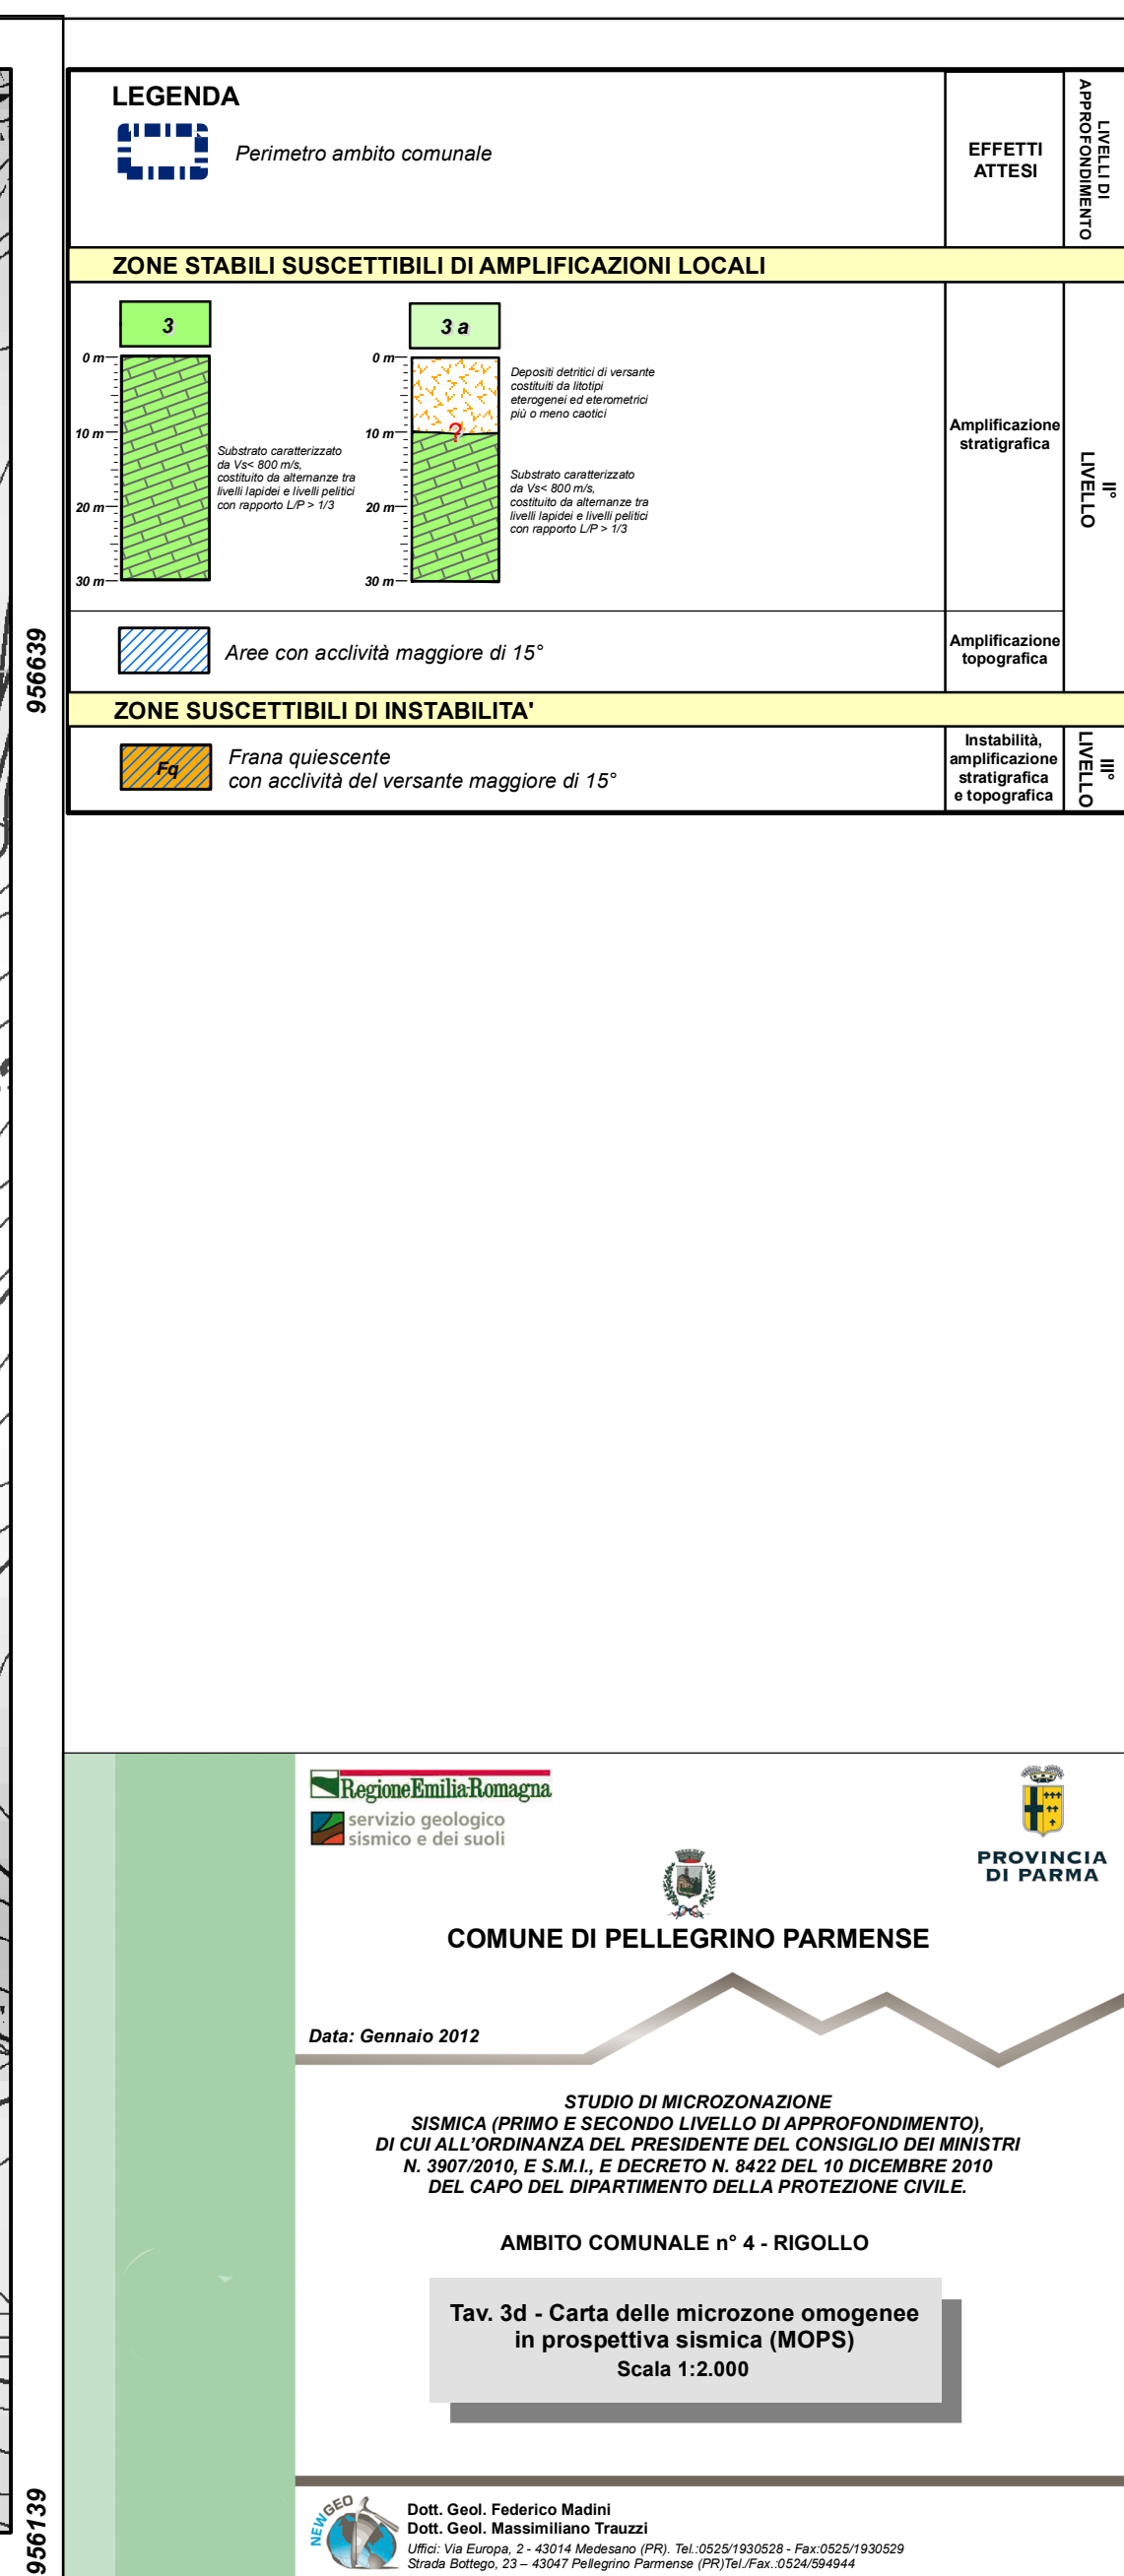 LEGENDA
Perimetro ambito comunale
EFFETTI
ATTESI
LIVELLI DI
APPROFONDIMENTO
ZONE STABILI SUSCETTIBILI DI AMPLIFICAZIONI LOCALI
3
0 m
10 m
20 m
30 m
Substrato caratterizzato
da Vs< 800 m/s,
costituito da alternanze tra
livelli lapidei e livelli pelitici
con rapporto L/P > 1/3
3 a
0 m
10 m
20 m
30 m
?
Depositi detritici di versante
costituiti da litotipi
eterogenei ed eterometrici
più o meno caotici
Substrato caratterizzato
da Vs< 800 m/s,
costituito da alternanze tra
livelli lapidei e livelli pelitici
con rapporto L/P > 1/3
Amplificazione
stratigrafica
II°
LIVELLO
Aree con acclività maggiore di 15°
Amplificazione
topografica
ZONE SUSCETTIBILI DI INSTABILITA'
Fq
Frana quiescente
con acclività del versante maggiore di 15°
Instabilità,
amplificazione
stratigrafica
e topografica
III°
LIVELLO
956639
956139
RegioneEmilia-Romagna
servizio geologico
sismico e dei suoli
PROVINCIA
DI PARMA
COMUNE DI PELLEGRINO PARMENSE
Data: Gennaio 2012
STUDIO DI MICROZONAZIONE
SISMICA (PRIMO E SECONDO LIVELLO DI APPROFONDIMENTO),
DI CUI ALL'ORDINANZA DEL PRESIDENTE DEL CONSIGLIO DEI MINISTRI
N. 3907/2010, E S.M.I., E DECRETO N. 8422 DEL 10 DICEMBRE 2010
DEL CAPO DEL DIPARTIMENTO DELLA PROTEZIONE CIVILE.
AMBITO COMUNALE n° 4 - RIGOLLO
Tav. 3d - Carta delle microzone omogenee
in prospettiva sismica (MOPS)
Scala 1:2.000
NEWGEO
Dott. Geol. Federico Madini
Dott. Geol. Massimiliano Trauzzi
Uffici: Via Europa, 2 - 43014 Medesano (PR). Tel.:0525/1930528 - Fax:0525/1930529
Strada Bottego, 23 – 43047 Pellegrino Parmense (PR)Tel./Fax.:0524/594944